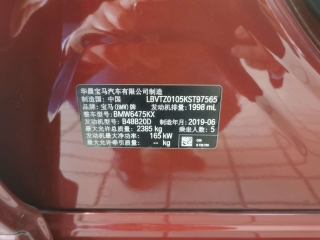 华晨宝马汽车有限公司制造
制造国: 中国 LBVTZ0105KST97565
品牌: 宝马(BMW)牌 发动机排量: 1998 mL
整车型号: BMW6475KX
发动机型号: B48B20D 制造年月: 2019-06
最大允许总质量: 2385 kg 乘坐人数: 5
发动机最大净功率: 165 kW
最大允许牵引质量: -- kg